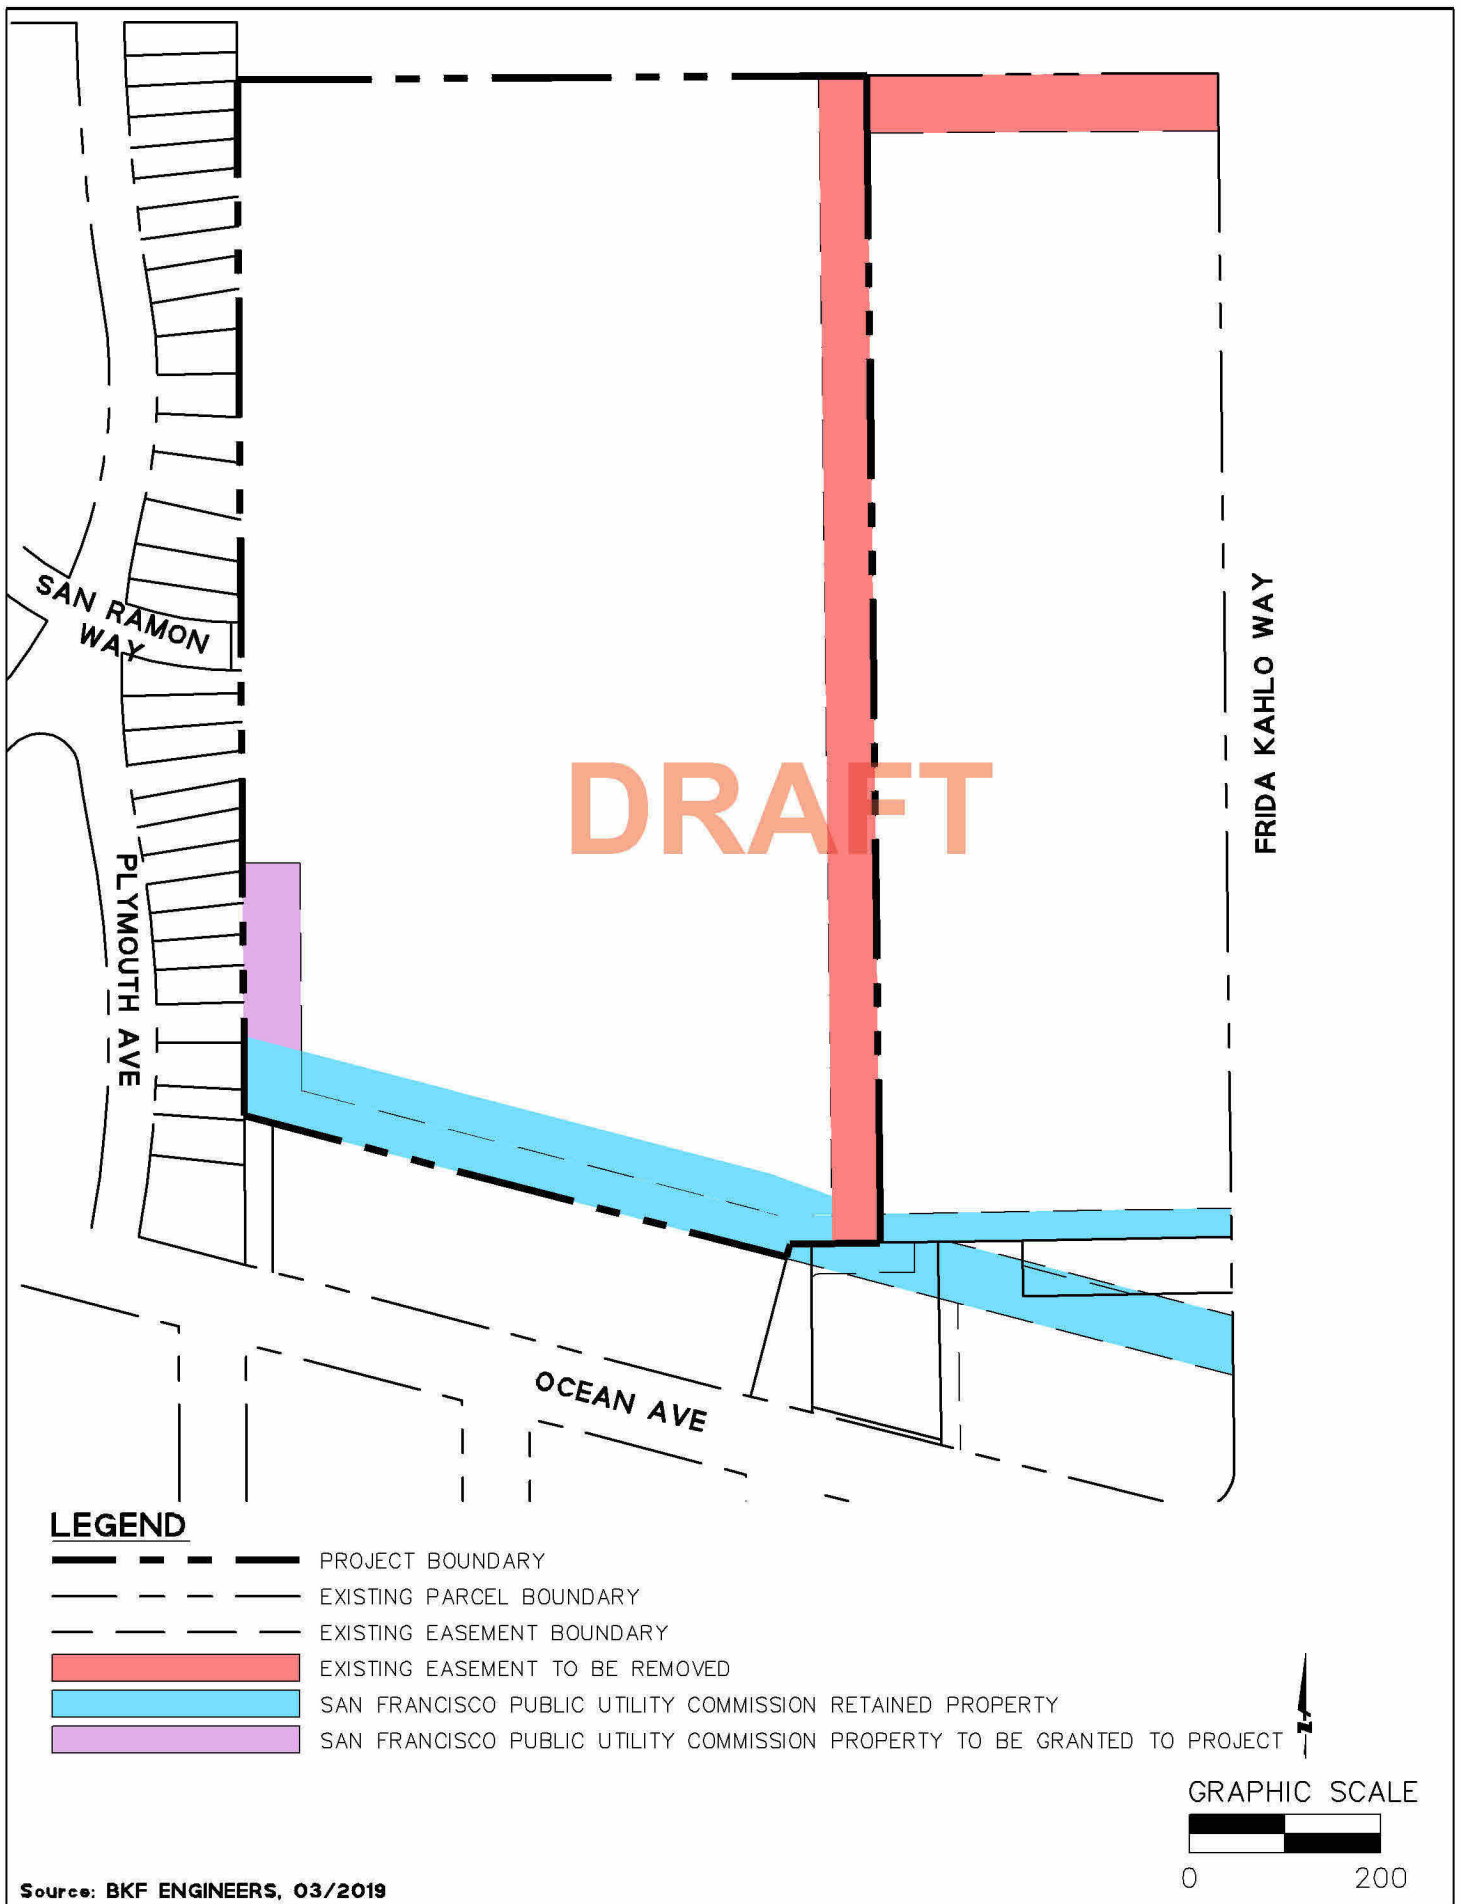 SAN RAMON
WAY
FRIDA KAHLO WAY
DRAFT
PLYMOUTH AVE
OCEAN AVE
LEGEND
PROJECT BOUNDARY
EXISTING PARCEL BOUNDARY
EXISTING EASEMENT BOUNDARY
EXISTING EASEMENT TO BE REMOVED
SAN FRANCISCO PUBLIC UTILITY COMMISSION RETAINED PROPERTY
SAN FRANCISCO PUBLIC UTILITY COMMISSION PROPERTY TO BE GRANTED TO PROJECT
N
GRAPHIC SCALE
0 200
Source: BKF ENGINEERS, 03/2019